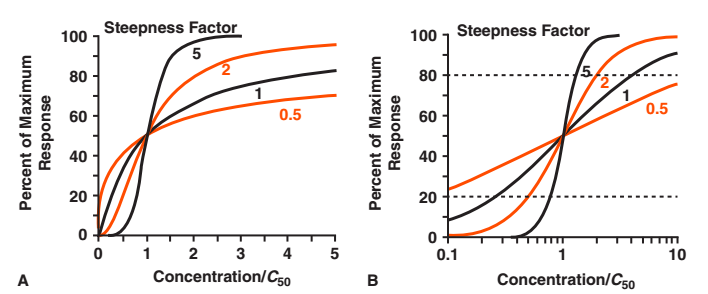 Steepness Factor
100
80
60
40
20
0
Percent of Maximum
Response
5
2
1
0.5
0
1
2
3
4
5
Concentration/C50
A
Steepness Factor
100
80
60
40
20
0
Percent of Maximum
Response
5
2
1
0.5
0.1
1
10
Concentration/C50
B